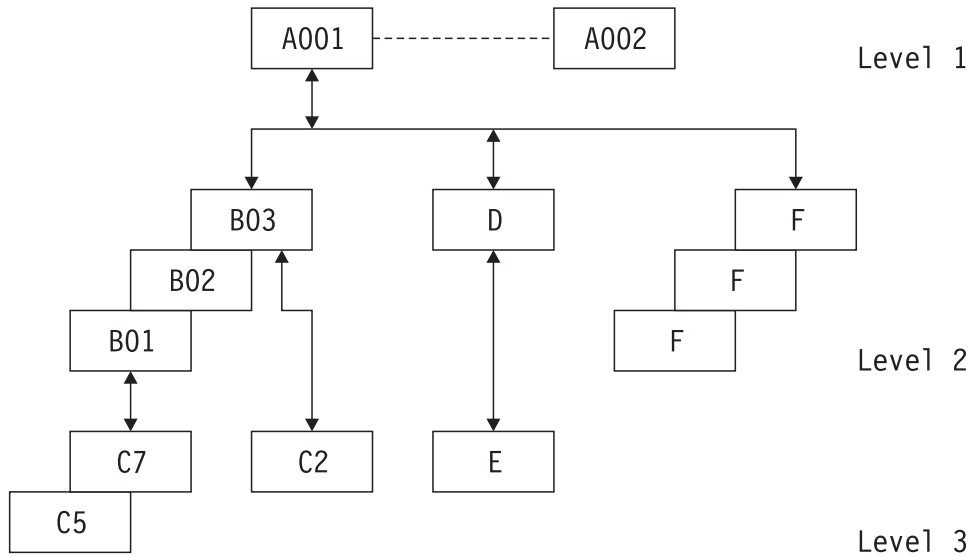 A001 A002
Level 1
B03 D F
B02 F
B01 F
Level 2
C7 C2 E
C5
Level 3